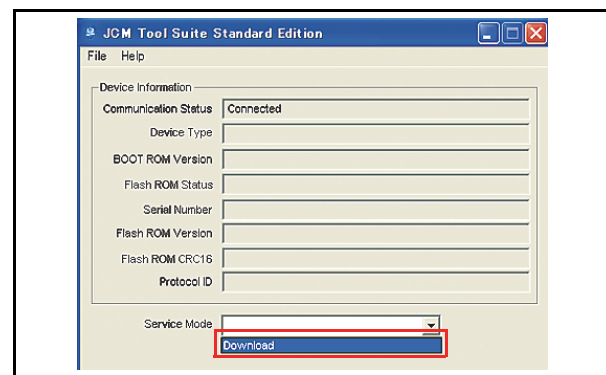 JCM Tool Suite Standard Edition
File Help
Device Information
Communication Status Connected
Device Type
BOOT ROM Version
Flash ROM Status
Serial Number
Flash ROM Version
Flash ROM CRC16
Protocol ID
Service Mode
Download